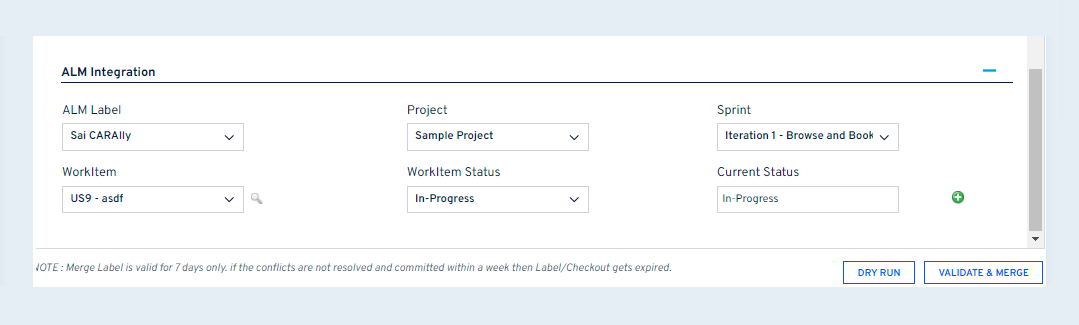 ALM Integration
ALM Label Project Sprint
Sai CARAlly Sample Project Iteration 1 - Browse and Book
WorkItem WorkItem Status Current Status
US9 - asdf In-Progress In-Progress
NOTE : Merge Label is valid for 7 days only. if the conflicts are not resolved and committed within a week then Label/Checkout gets expired.
DRY RUN VALIDATE & MERGE